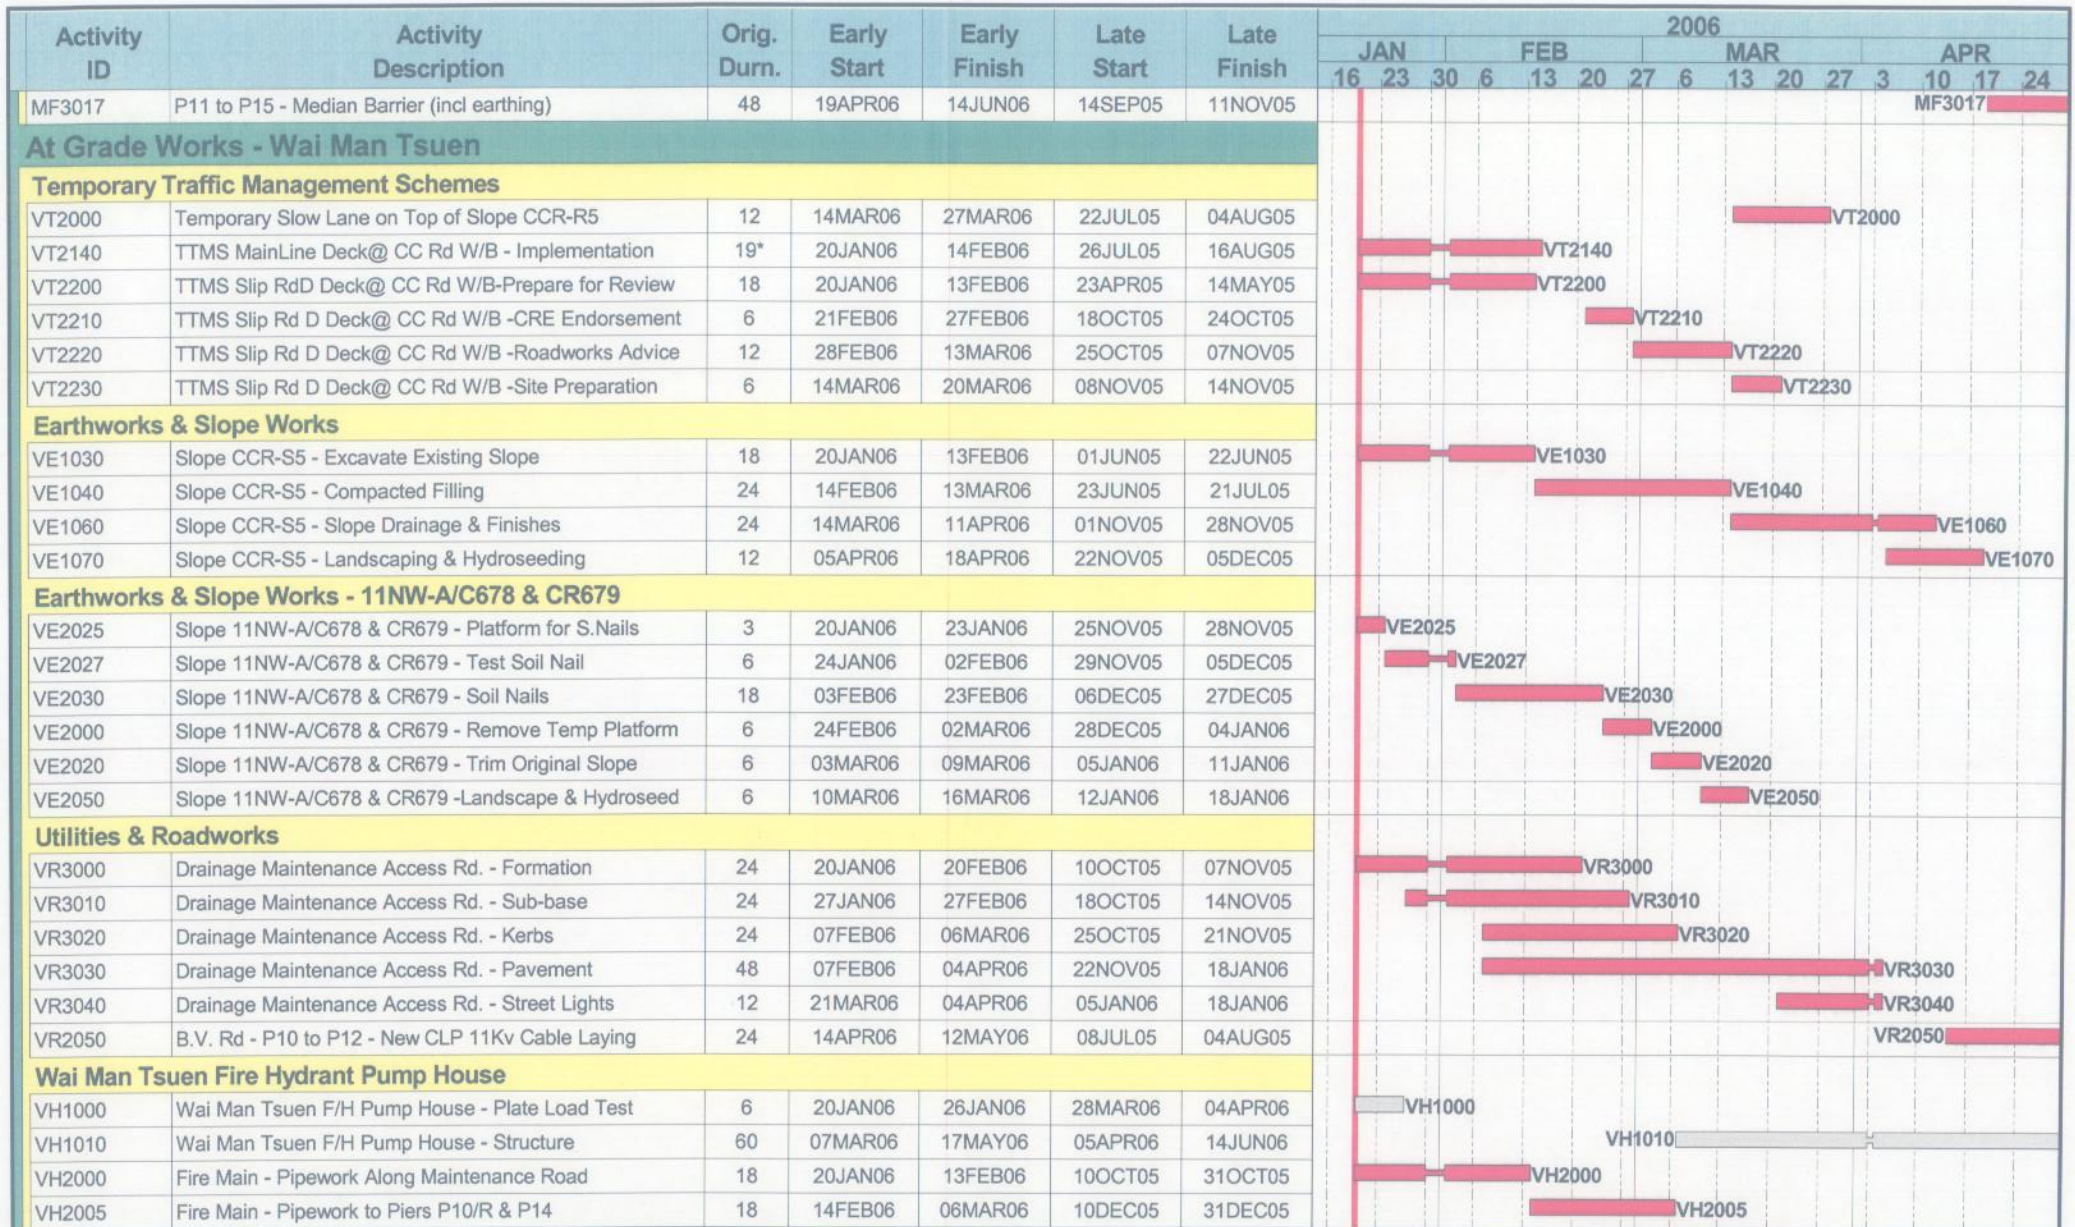 Activity ID Activity Description Orig. Durn. Early Start Early Finish Late Start Late Finish
2006
JAN FEB MAR APR
16 23 30 6 13 20 27 6 13 20 27 3 10 17 24
MF3017 P11 to P15 - Median Barrier (incl earthing) 48 19APR06 14JUN06 14SEP05 11NOV05 MF3017
At Grade Works - Wai Man Tsuen
Temporary Traffic Management Schemes
VT2000 Temporary Slow Lane on Top of Slope CCR-R5 12 14MAR06 27MAR06 22JUL05 04AUG05 VT2000
VT2140 TTMS MainLine Deck@ CC Rd W/B - Implementation 19* 20JAN06 14FEB06 26JUL05 16AUG05 VT2140
VT2200 TTMS Slip RdD Deck@ CC Rd W/B-Prepare for Review 18 20JAN06 13FEB06 23APR05 14MAY05 VT2200
VT2210 TTMS Slip Rd D Deck@ CC Rd W/B -CRE Endorsement 6 21FEB06 27FEB06 18OCT05 24OCT05 VT2210
VT2220 TTMS Slip Rd D Deck@ CC Rd W/B -Roadworks Advice 12 28FEB06 13MAR06 25OCT05 07NOV05 VT2220
VT2230 TTMS Slip Rd D Deck@ CC Rd W/B -Site Preparation 6 14MAR06 20MAR06 08NOV05 14NOV05 VT2230
Earthworks & Slope Works
VE1030 Slope CCR-S5 - Excavate Existing Slope 18 20JAN06 13FEB06 01JUN05 22JUN05 VE1030
VE1040 Slope CCR-S5 - Compacted Filling 24 14FEB06 13MAR06 23JUN05 21JUL05 VE1040
VE1060 Slope CCR-S5 - Slope Drainage & Finishes 24 14MAR06 11APR06 01NOV05 28NOV05 VE1060
VE1070 Slope CCR-S5 - Landscaping & Hydroseeding 12 05APR06 18APR06 22NOV05 05DEC05 VE1070
Earthworks & Slope Works - 11NW-A/C678 & CR679
VE2025 Slope 11NW-A/C678 & CR679 - Platform for S.Nails 3 20JAN06 23JAN06 25NOV05 28NOV05 VE2025
VE2027 Slope 11NW-A/C678 & CR679 - Test Soil Nail 6 24JAN06 02FEB06 29NOV05 05DEC05 VE2027
VE2030 Slope 11NW-A/C678 & CR679 - Soil Nails 18 03FEB06 23FEB06 06DEC05 27DEC05 VE2030
VE2000 Slope 11NW-A/C678 & CR679 - Remove Temp Platform 6 24FEB06 02MAR06 28DEC05 04JAN06 VE2000
VE2020 Slope 11NW-A/C678 & CR679 - Trim Original Slope 6 03MAR06 09MAR06 05JAN06 11JAN06 VE2020
VE2050 Slope 11NW-A/C678 & CR679 -Landscape & Hydroseed 6 10MAR06 16MAR06 12JAN06 18JAN06 VE2050
Utilities & Roadworks
VR3000 Drainage Maintenance Access Rd. - Formation 24 20JAN06 20FEB06 10OCT05 07NOV05 VR3000
VR3010 Drainage Maintenance Access Rd. - Sub-base 24 27JAN06 27FEB06 18OCT05 14NOV05 VR3010
VR3020 Drainage Maintenance Access Rd. - Kerbs 24 07FEB06 06MAR06 25OCT05 21NOV05 VR3020
VR3030 Drainage Maintenance Access Rd. - Pavement 48 07FEB06 04APR06 22NOV05 18JAN06 VR3030
VR3040 Drainage Maintenance Access Rd. - Street Lights 12 21MAR06 04APR06 05JAN06 18JAN06 VR3040
VR2050 B.V. Rd - P10 to P12 - New CLP 11Kv Cable Laying 24 14APR06 12MAY06 08JUL05 04AUG05 VR2050
Wai Man Tsuen Fire Hydrant Pump House
VH1000 Wai Man Tsuen F/H Pump House - Plate Load Test 6 20JAN06 26JAN06 28MAR06 04APR06 VH1000
VH1010 Wai Man Tsuen F/H Pump House - Structure 60 07MAR06 17MAY06 05APR06 14JUN06 VH1010
VH2000 Fire Main - Pipework Along Maintenance Road 18 20JAN06 13FEB06 10OCT05 31OCT05 VH2000
VH2005 Fire Main - Pipework to Piers P10/R & P14 18 14FEB06 06MAR06 10DEC05 31DEC05 VH2005